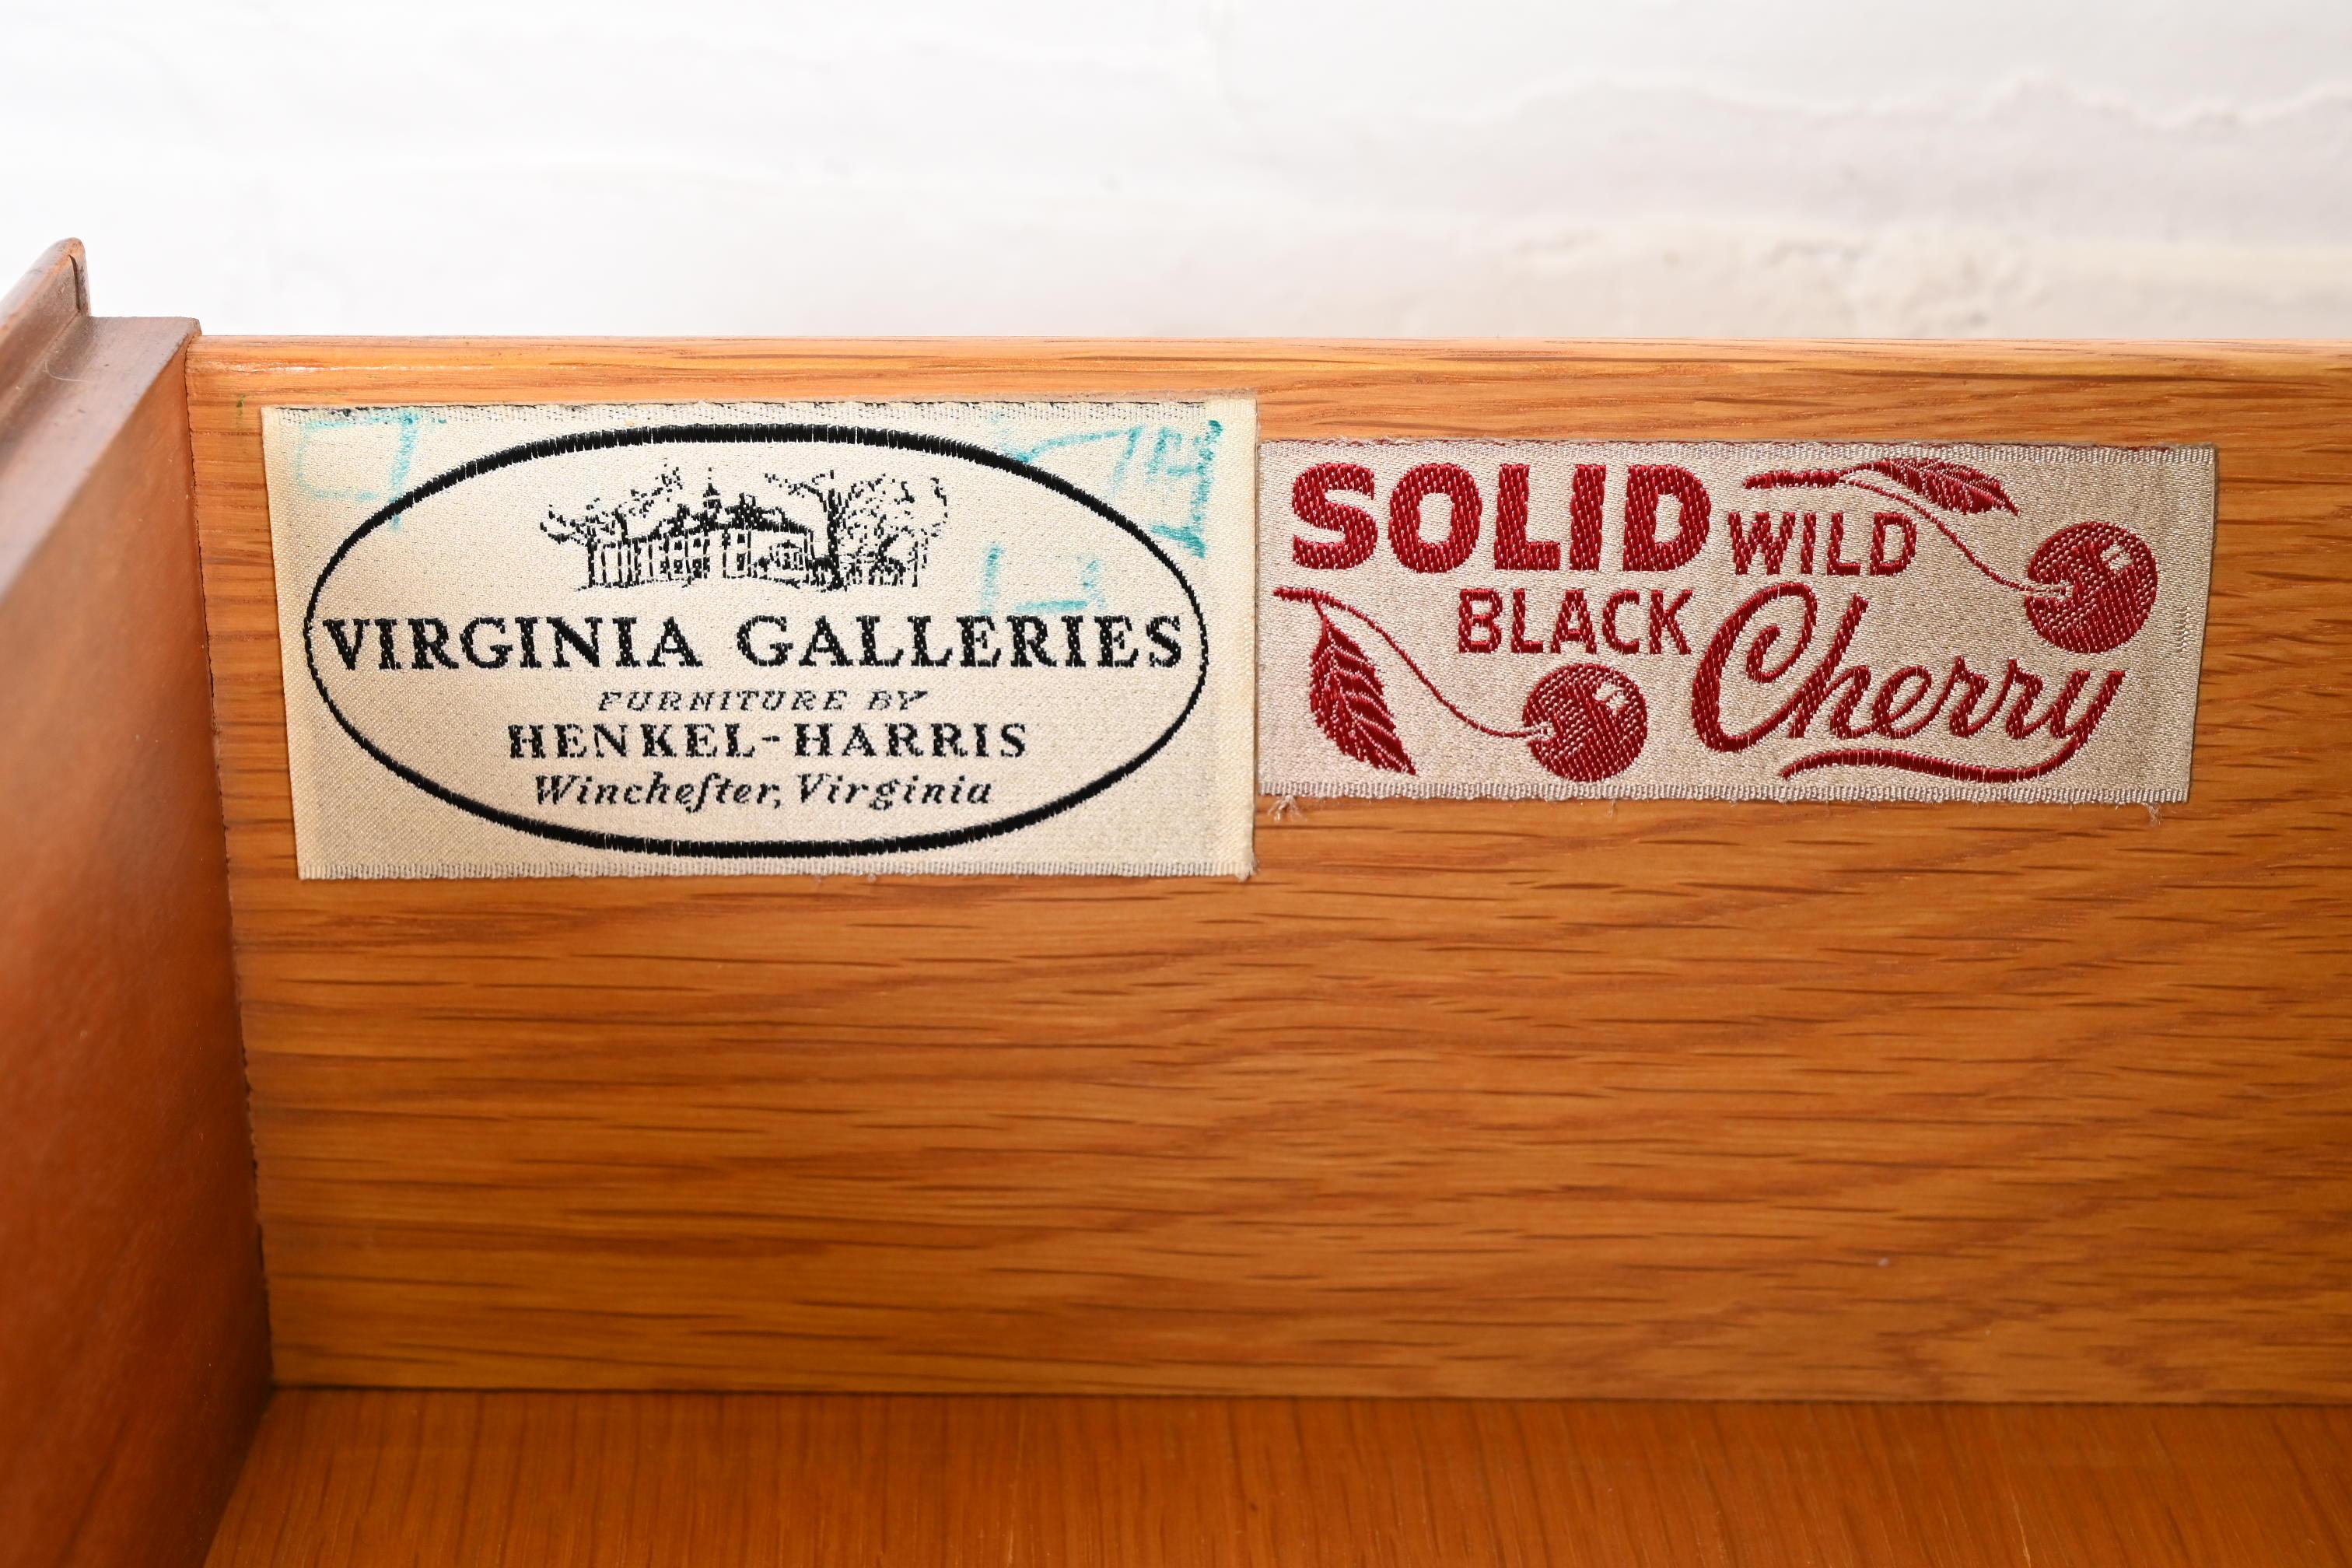 VIRGINIA GALLERIES
FURNITURE BY
HENKEL-HARRIS
Wincheſter, Virginia
SOLID WILD
BLACK Cherry